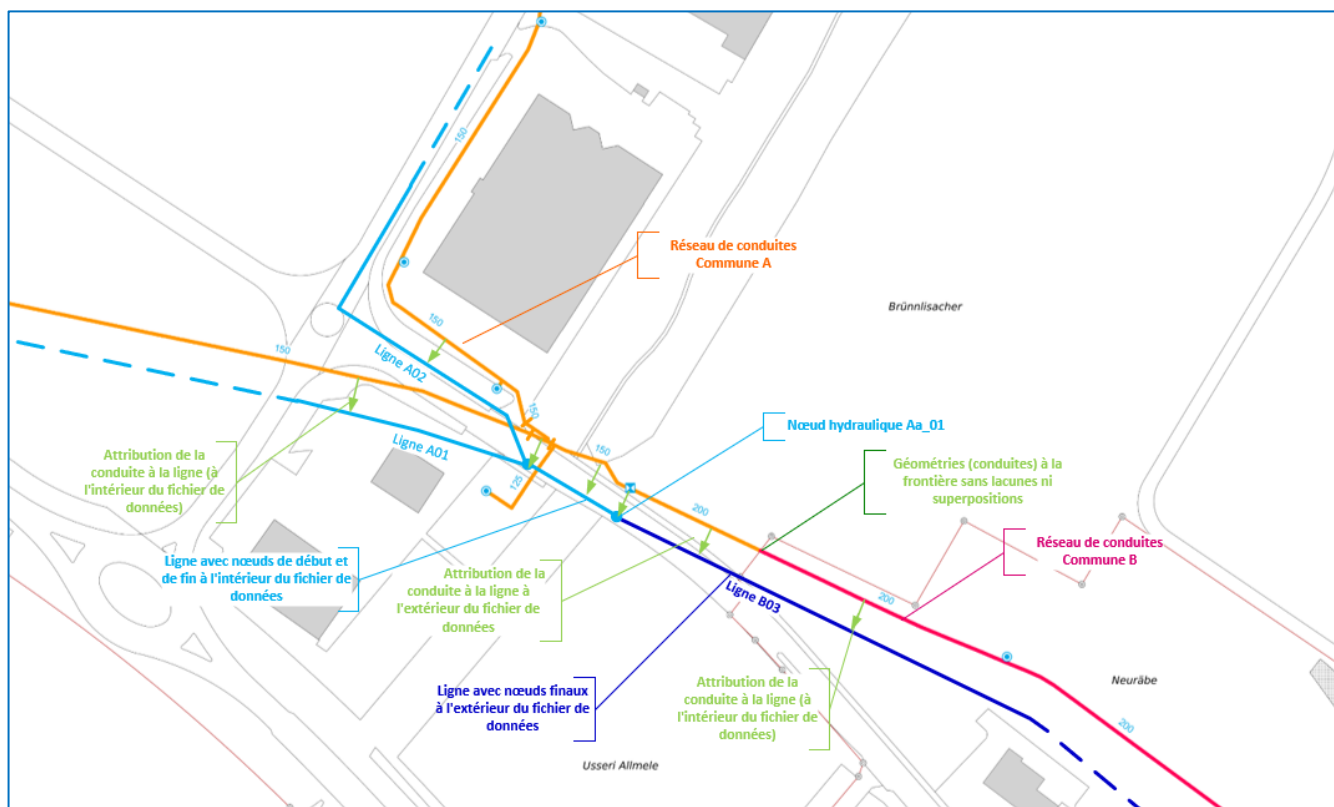 150
Réseau de conduites
Commune A
Brünnlisacher
150
150
Ligne A02
150
Nœud hydraulique Aa_01
Ligne A01
150
Attribution de la
conduite à la ligne (à
l'intérieur du fichier de
données)
125
Géométries (conduites) à la
frontière sans lacunes ni
superpositions
200
Réseau de conduites
Commune B
Ligne avec nœuds de début et
de fin à l'intérieur du fichier de
données
Attribution de la
conduite à la ligne à
l'extérieur du fichier de
données
Ligne B03
200
Ligne avec nœuds finaux
à l'extérieur du fichier de
données
Attribution de la
conduite à la ligne (à
l'intérieur du fichier de
données)
Neuräbe
200
Usseri Allmele